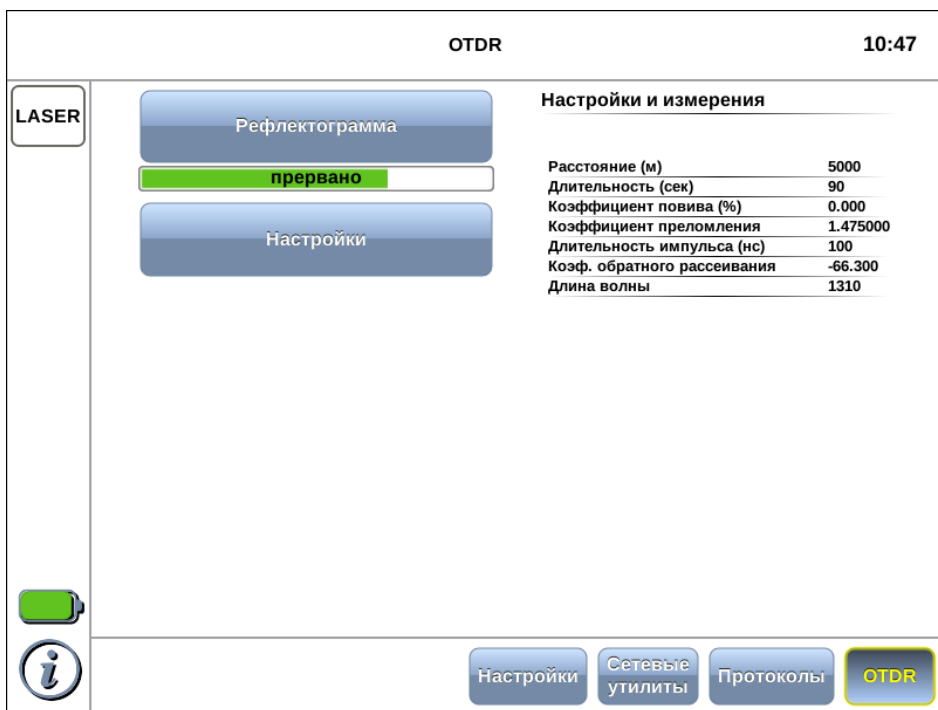 OTDR
10:47
LASER
Рефлектограмма
прервано
Настройки
Настройки и измерения
Расстояние (м) 5000
Длительность (сек) 90
Коэффициент повива (%) 0.000
Коэффициент преломления 1.475000
Длительность импульса (нс) 100
Коэф. обратного рассеивания -66.300
Длина волны 1310
i
Настройки
Сетевые
утилиты
Протоколы
OTDR